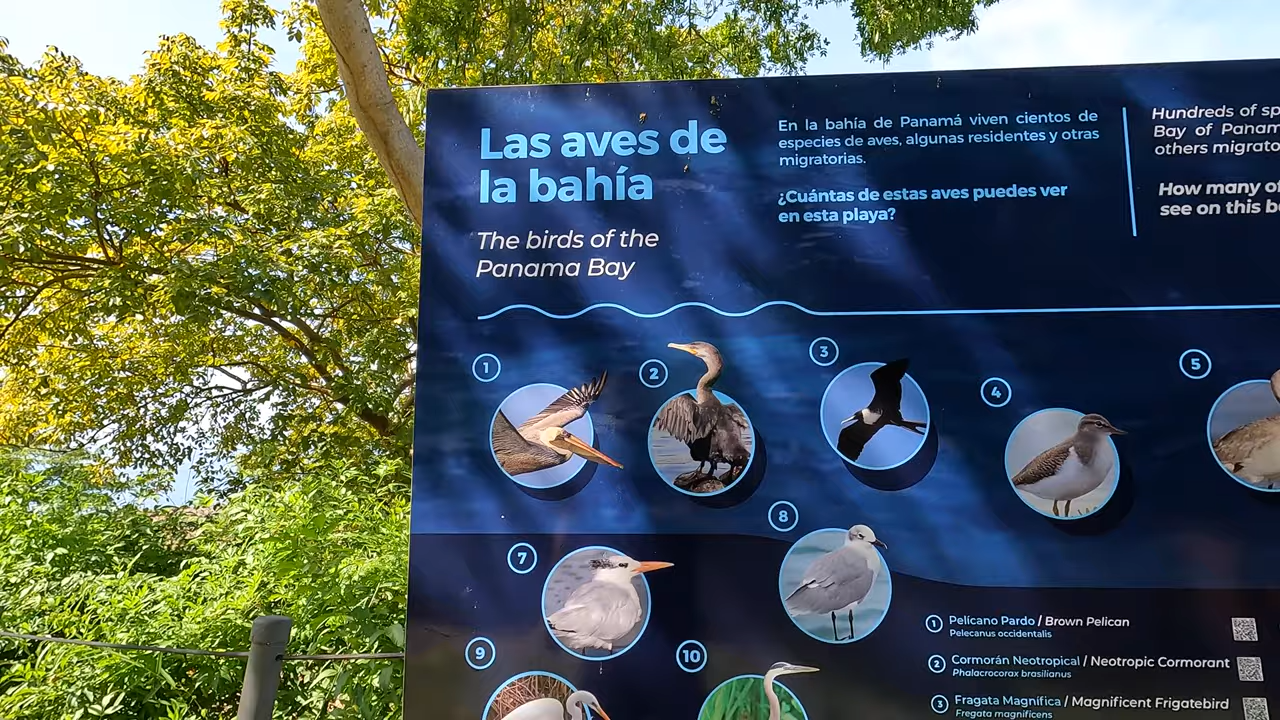 Las aves de
la bahía
The birds of the
Panama Bay
En la bahía de Panamá viven cientos de
especies de aves, algunas residentes y otras
migratorias.
¿Cuántas de estas aves puedes ver
en esta playa?
Hundreds of
Bay of
others
How many
see on this
1
2
3
4
5
7
8
9
10
1 Pelícano Pardo / Brown Pelican
Pelecanus occidentalis
2 Cormorán Neotropical / Neotropic Cormorant
Phalacrocorax brasilianus
3 Fragata Magnífica / Magnificent Frigatebird
Fregata magnificens